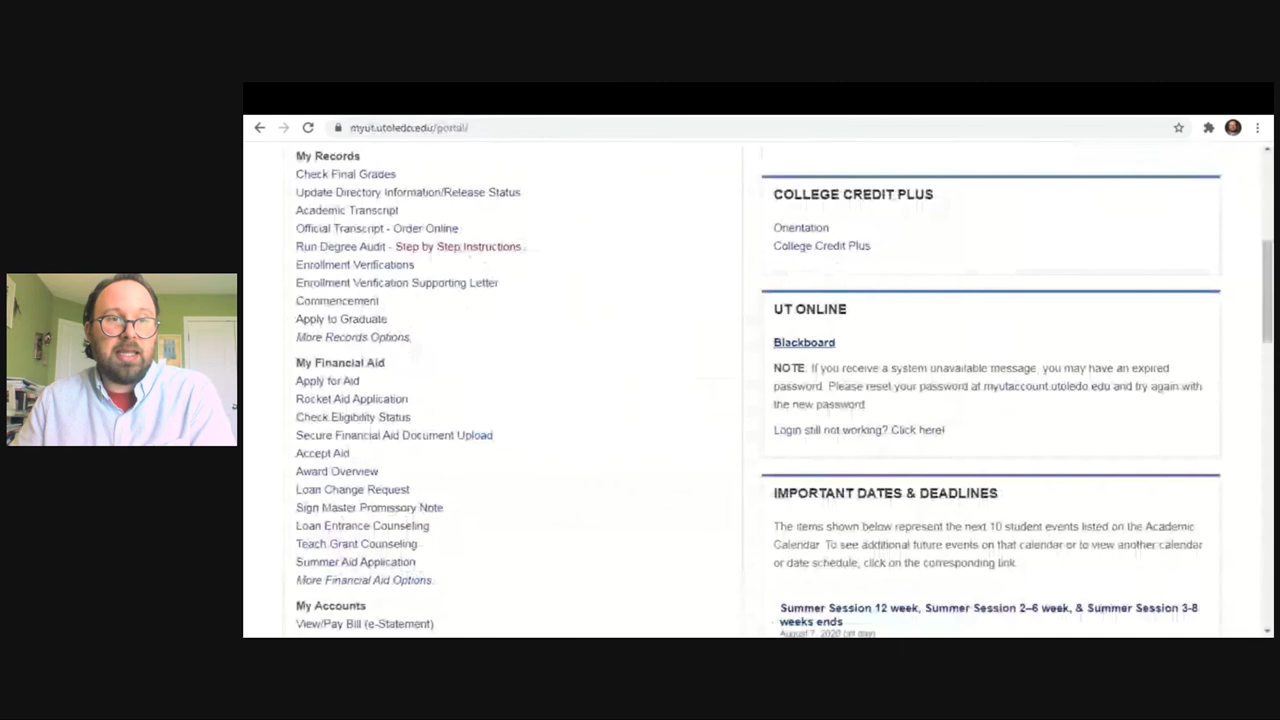 myut.utoledo.edu/portal/
My Records
Check Final Grades
Update Directory Information/Release Status
Academic Transcript
Official Transcript - Order Online
Run Degree Audit - Step by Step Instructions
Enrollment Verifications
Enrollment Verification Supporting Letter
Commencement
Apply to Graduate
More Records Options.
My Financial Aid
Apply for Aid
Rocket Aid Application
Check Eligibility Status
Secure Financial Aid Document Upload
Accept Aid
Award Overview
Loan Change Request
Sign Master Promissory Note
Loan Entrance Counseling
Teach Grant Counseling
Summer Aid Application
More Financial Aid Options.
My Accounts
View/Pay Bill (e-Statement)
COLLEGE CREDIT PLUS
Orientation
College Credit Plus
UT ONLINE
Blackboard
NOTE: If you receive a system unavailable message, you may have an expired
password. Please reset your password at myutaccount.utoledo.edu and try again with
the new password.
Login still not working? Click here!
IMPORTANT DATES & DEADLINES
The items shown below represent the next 10 student events listed on the Academic
Calendar. To see additional future events on that calendar or to view another calendar
or date schedule, click on the corresponding link.
Summer Session 12 week, Summer Session 2–6 week, & Summer Session 3-8
weeks ends
August 7, 2020